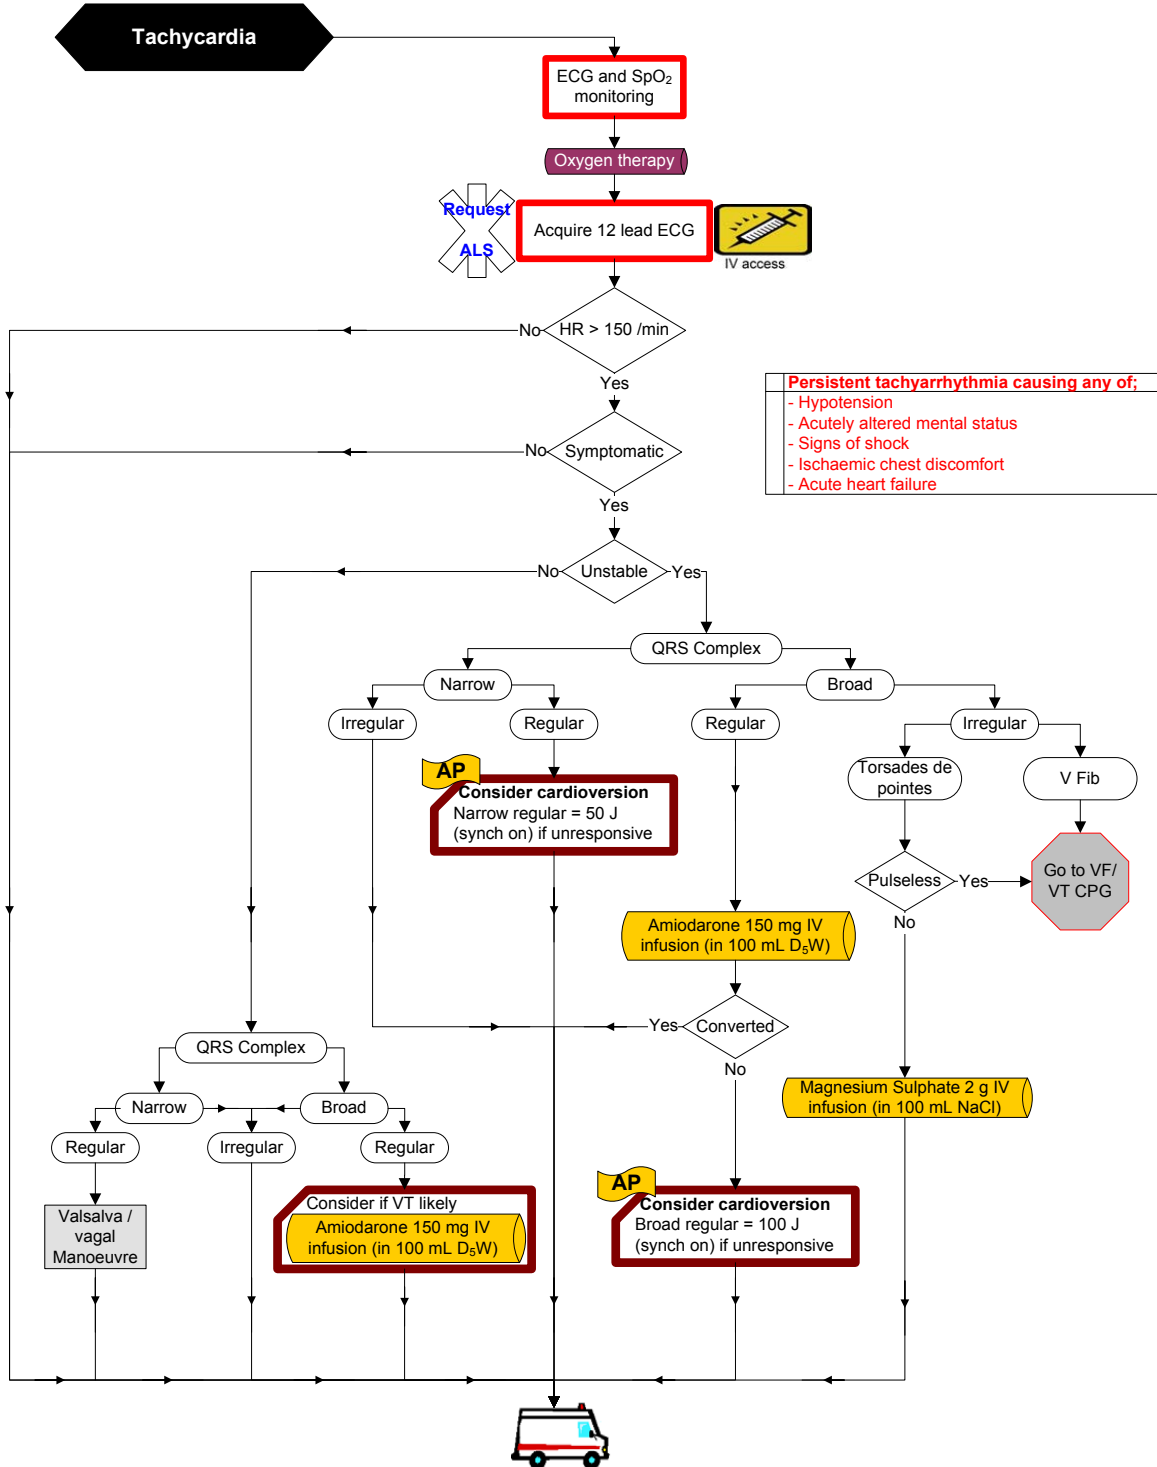 Tachycardia
ECG and SpO₂
monitoring
Oxygen therapy
Request
ALS
Acquire 12 lead ECG
IV access
No
HR > 150 /min
Yes
Persistent tachyarrhythmia causing any of;
- Hypotension
- Acutely altered mental status
- Signs of shock
- Ischaemic chest discomfort
- Acute heart failure
No
Symptomatic
Yes
No
Unstable
Yes
QRS Complex
Narrow
Broad
Irregular
Regular
Regular
Irregular
AP
Consider cardioversion
Narrow regular = 50 J
(synch on) if unresponsive
Torsades de
pointes
V Fib
Pulseless
Yes
Go to VF/
VT CPG
No
Amiodarone 150 mg IV
infusion (in 100 mL D₅W)
Yes
Converted
No
QRS Complex
Magnesium Sulphate 2 g IV
infusion (in 100 mL NaCl)
Narrow
Broad
Regular
Irregular
Regular
Valsalva /
vagal
Manoeuvre
Consider if VT likely
Amiodarone 150 mg IV
infusion (in 100 mL D₅W)
AP
Consider cardioversion
Broad regular = 100 J
(synch on) if unresponsive